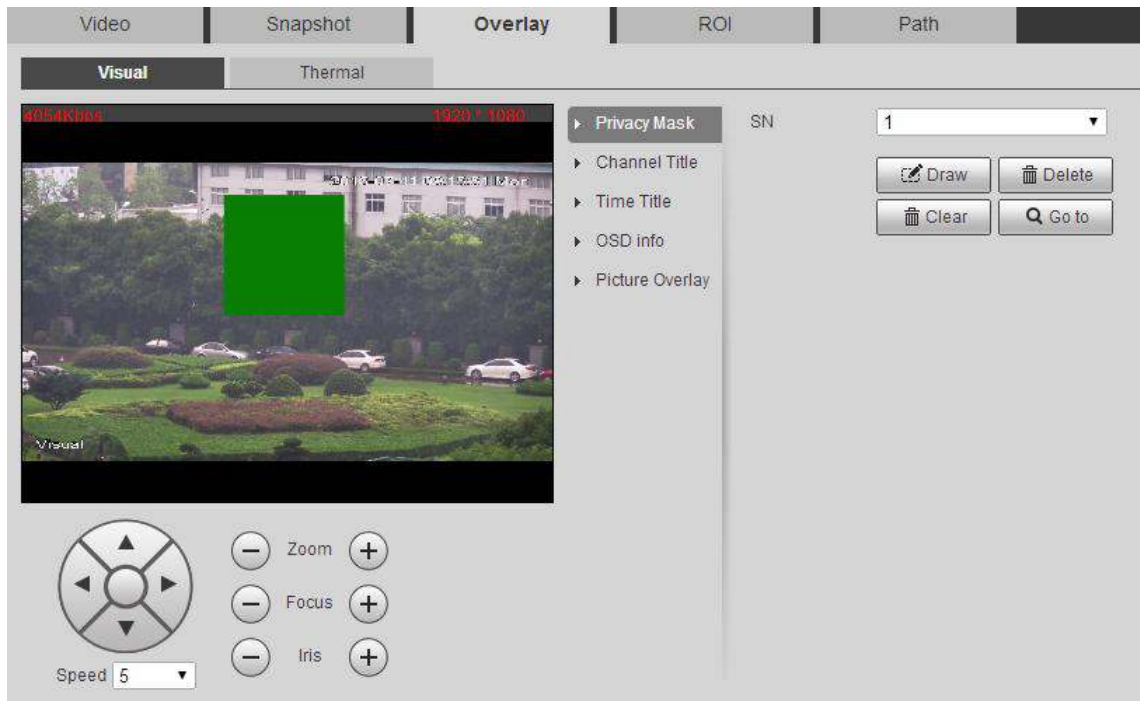 Video Snapshot Overlay ROI Path
Visual Thermal
4054Kbps 1920 * 1080
Visual
Privacy Mask
Channel Title
Time Title
OSD info
Picture Overlay
SN 1
Draw Delete
Clear Go to
Zoom
Focus
Iris
Speed 5